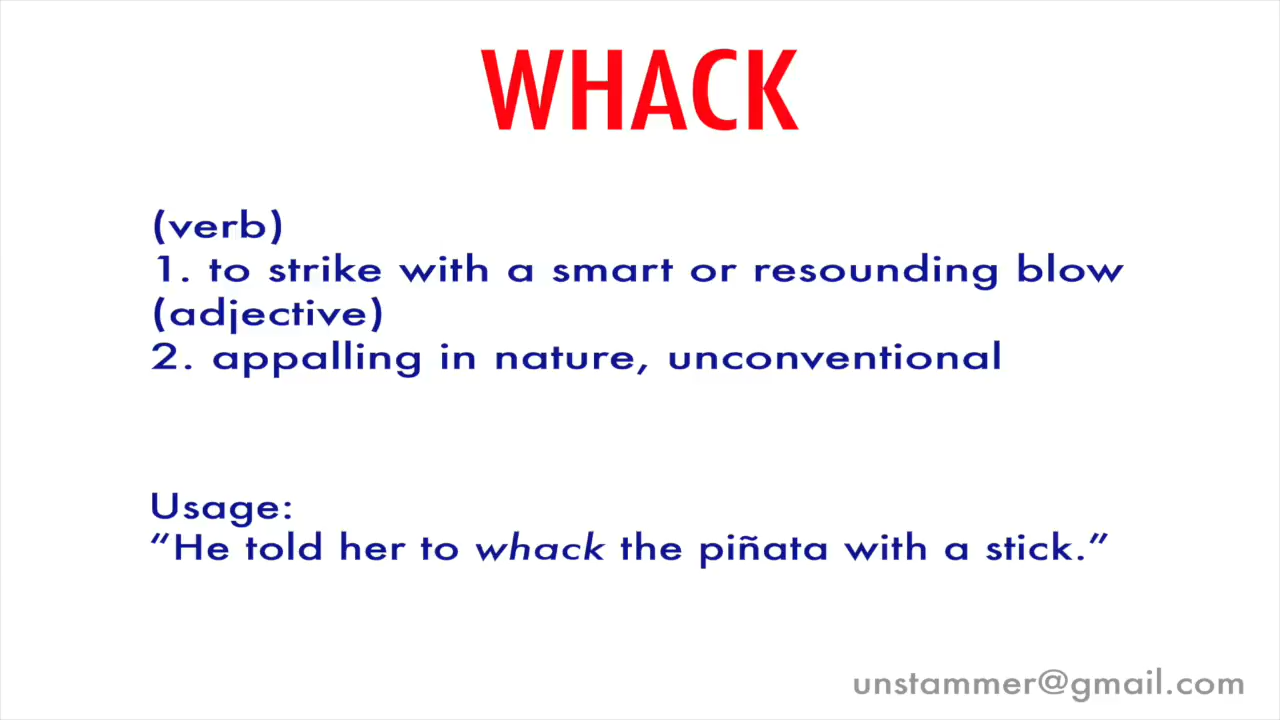 WHACK
(verb)
1. to strike with a smart or resounding blow
(adjective)
2. appalling in nature, unconventional
Usage:
“He told her to whack the piñata with a stick.”
unstammer@gmail.com